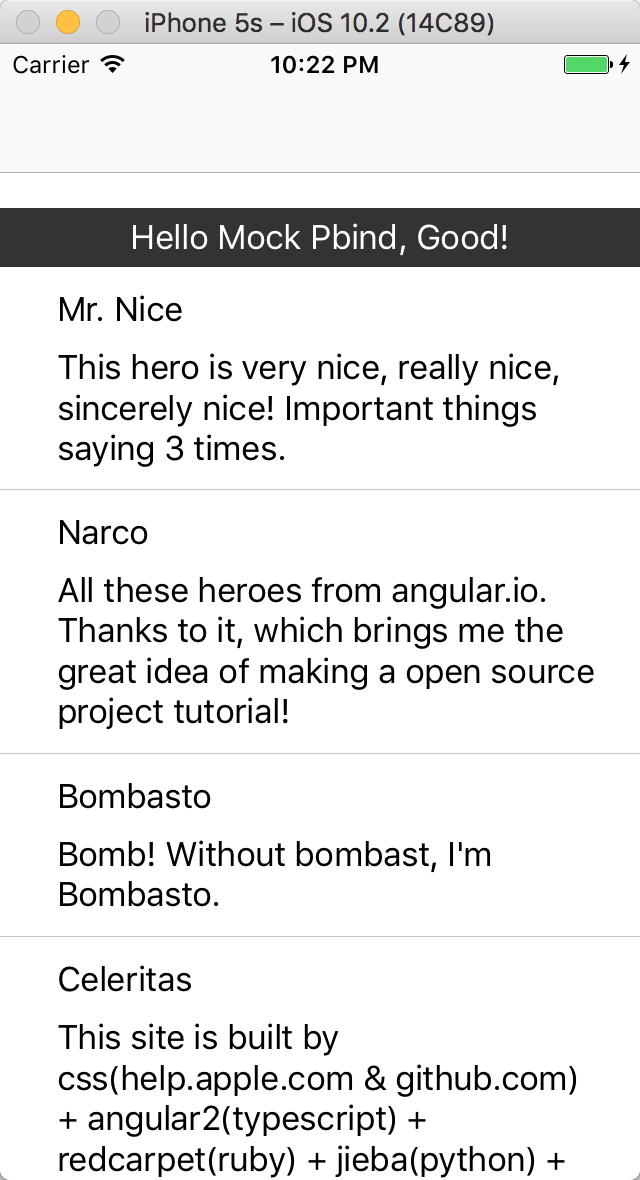 iPhone 5s – iOS 10.2 (14C89)
Carrier 10:22 PM
Hello Mock Pbind, Good!
Mr. Nice
This hero is very nice, really nice,
sincerely nice! Important things
saying 3 times.
Narco
All these heroes from angular.io.
Thanks to it, which brings me the
great idea of making a open source
project tutorial!
Bombasto
Bomb! Without bombast, I'm
Bombasto.
Celeritas
This site is built by
css(help.apple.com & github.com)
+ angular2(typescript) +
redcarpet(ruby) + jieba(python) +